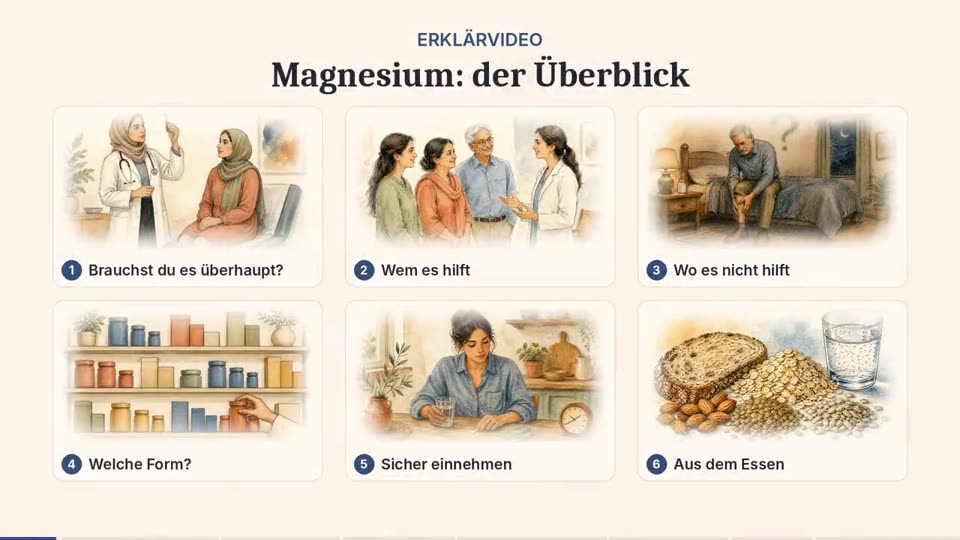 ERKLÄRVIDEO
Magnesium: der Überblick
1 Brauchst du es überhaupt?
2 Wem es hilft
3 Wo es nicht hilft
4 Welche Form?
5 Sicher einnehmen
6 Aus dem Essen